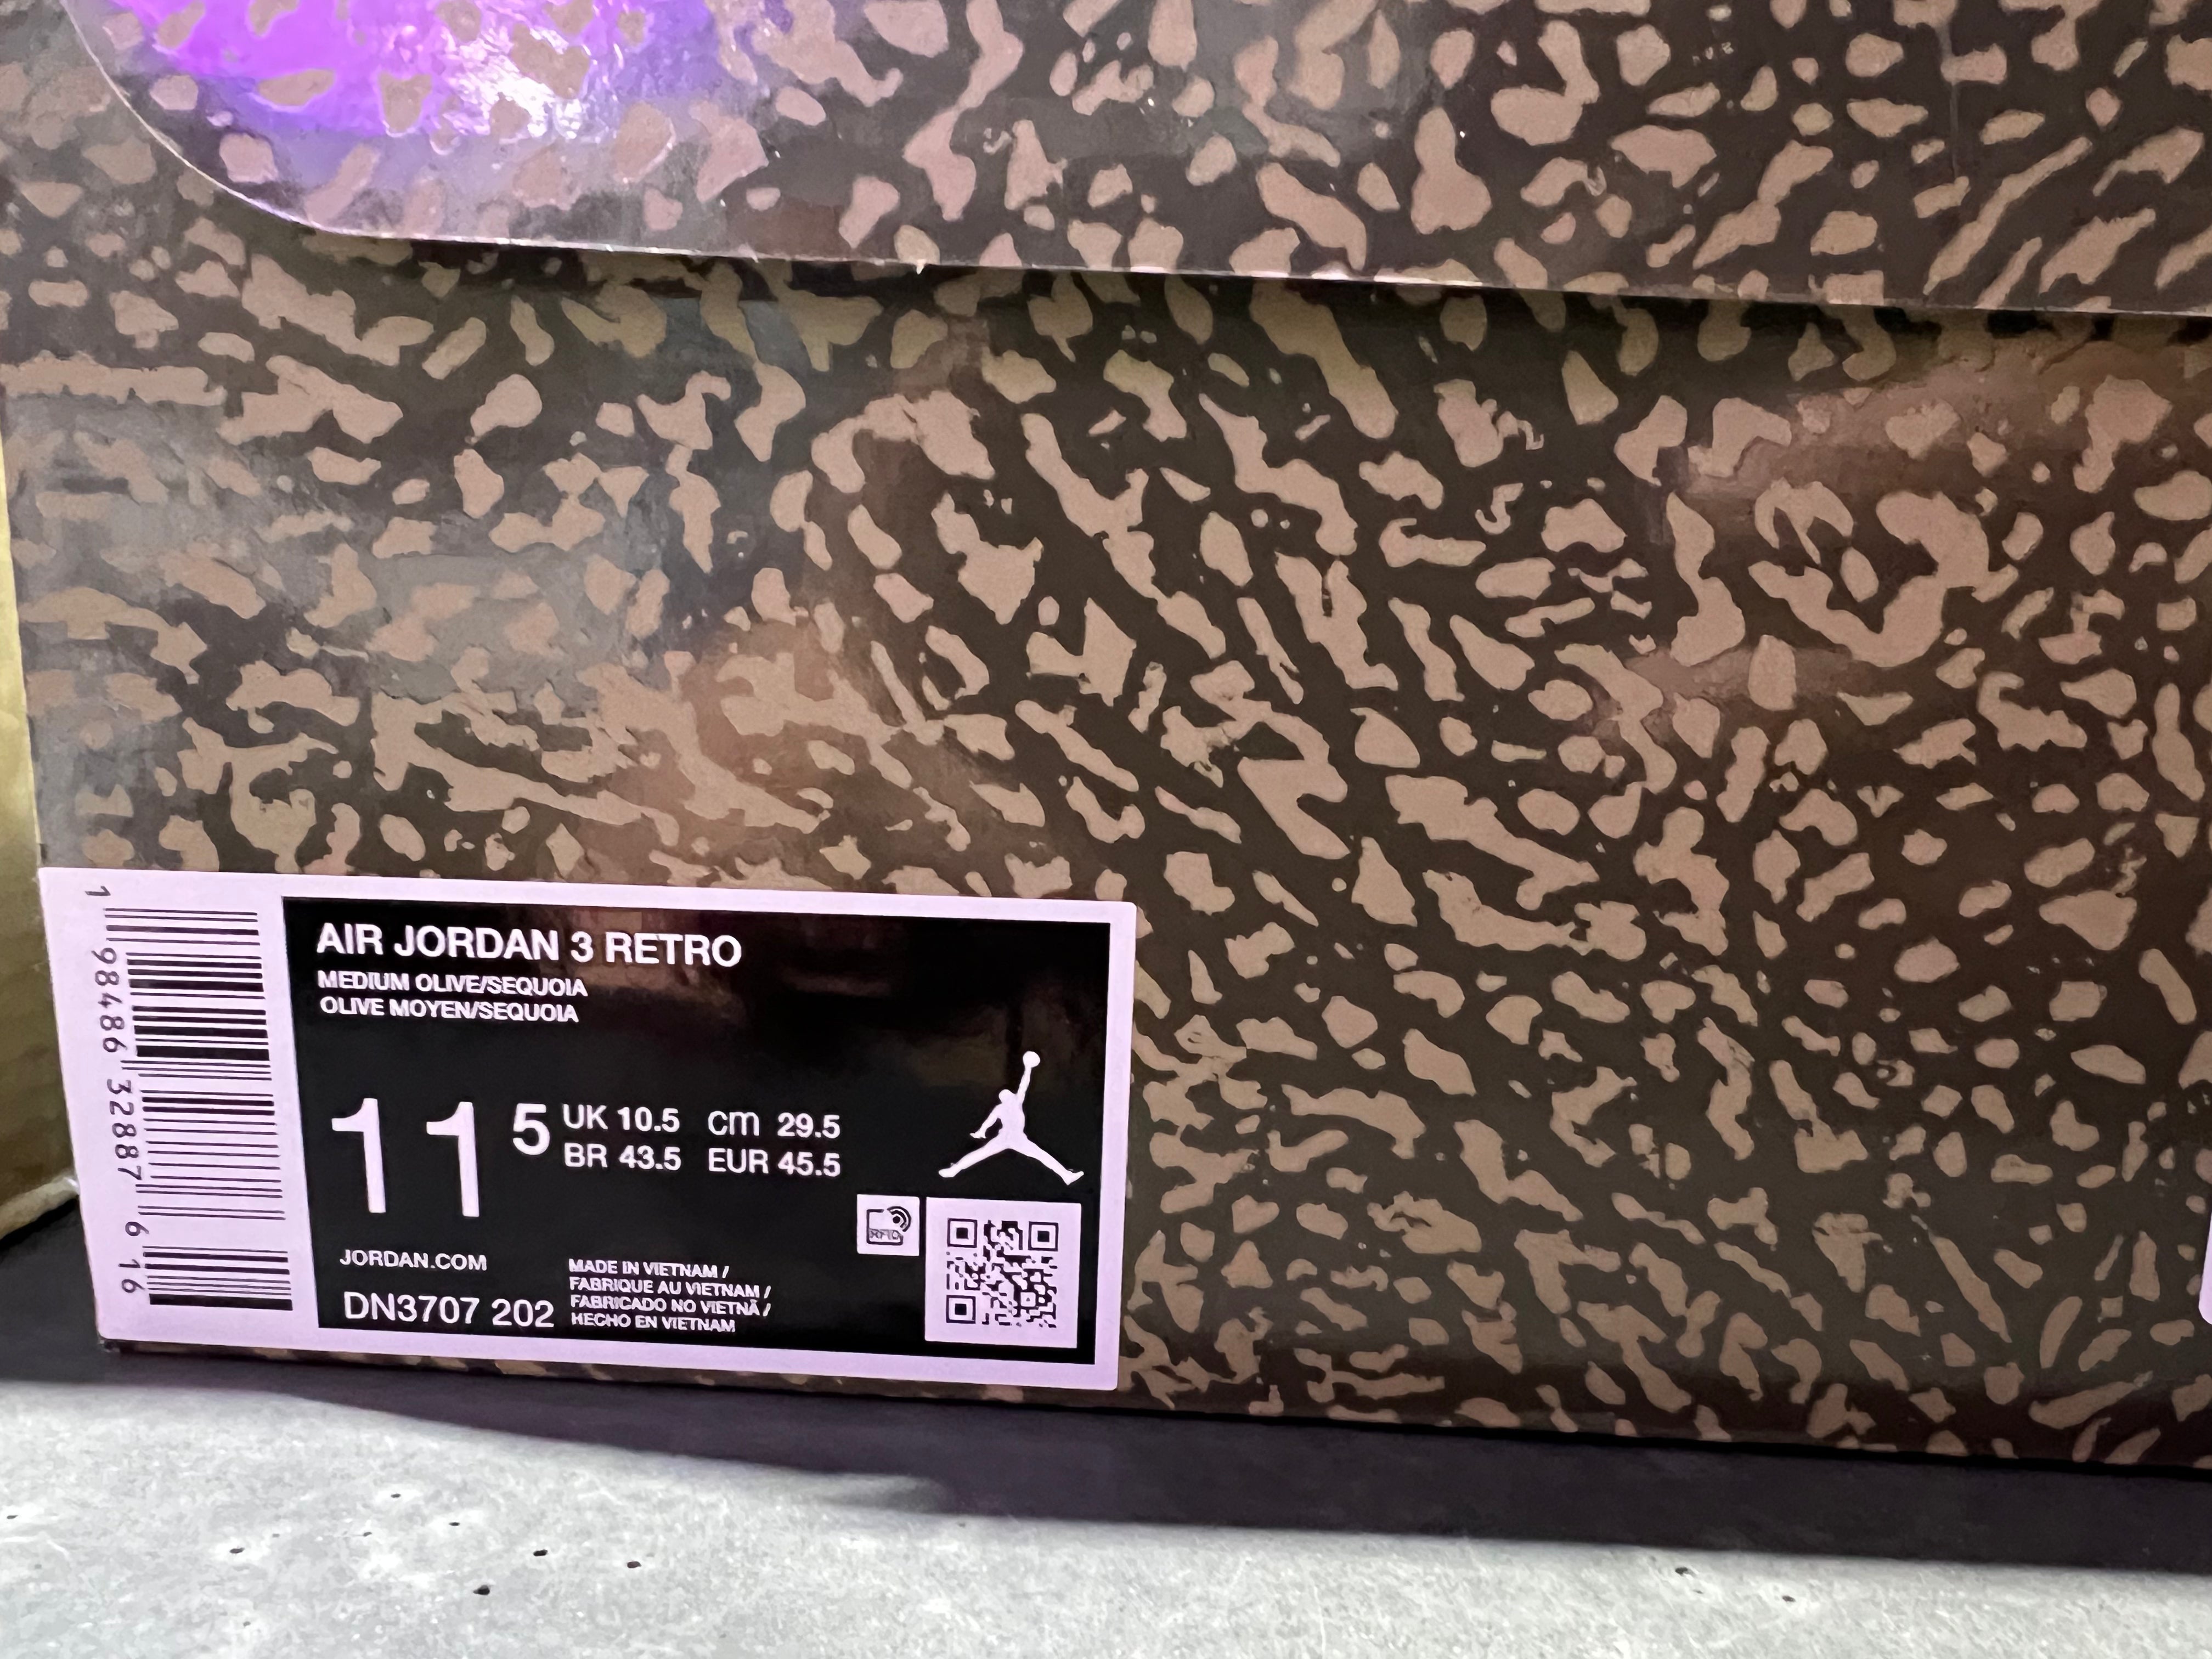 AIR JORDAN 3 RETRO
MEDIUM OLIVE/SEQUOIA
OLIVE MOYEN/SEQUOIA
11 5
UK 10.5 cm 29.5
BR 43.5 EUR 45.5
RFID
JORDAN.COM
DN3707 202
MADE IN VIETNAM /
FABRIQUE AU VIETNAM /
FABRICADO NO VIETNÃ /
HECHO EN VIETNAM
1 98486 32887 6 16